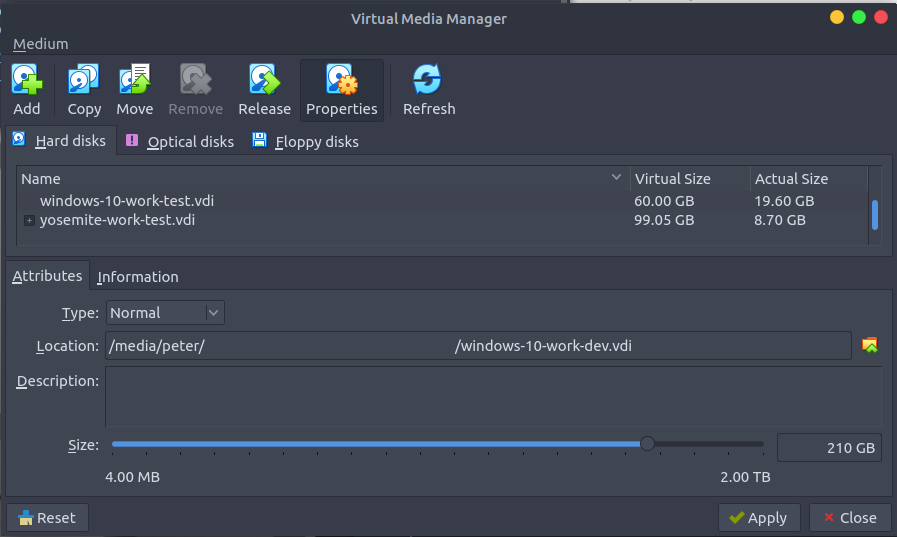 Virtual Media Manager
Medium
Add Copy Move Remove Release Properties Refresh
Hard disks Optical disks Floppy disks
Name Virtual Size Actual Size
windows-10-work-test.vdi 60.00 GB 19.60 GB
yosemite-work-test.vdi 99.05 GB 8.70 GB
Attributes Information
Type: Normal
Location: /media/peter/ /windows-10-work-dev.vdi
Description:
Size: 210 GB
4.00 MB 2.00 TB
Reset Apply Close